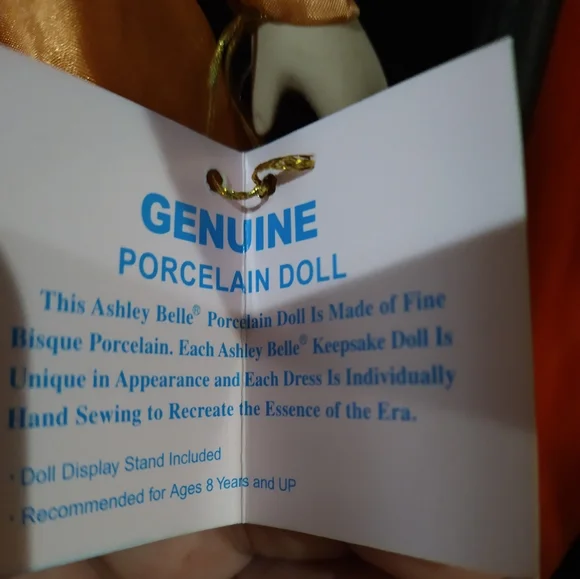 GENUINE
PORCELAIN DOLL
This Ashley Belle® Porcelain Doll Is Made of Fine
Bisque Porcelain. Each Ashley Belle® Keepsake Doll Is
Unique in Appearance and Each Dress Is Individually
Hand Sewing to Recreate the Essence of the Era.
· Doll Display Stand Included
· Recommended for Ages 8 Years and UP